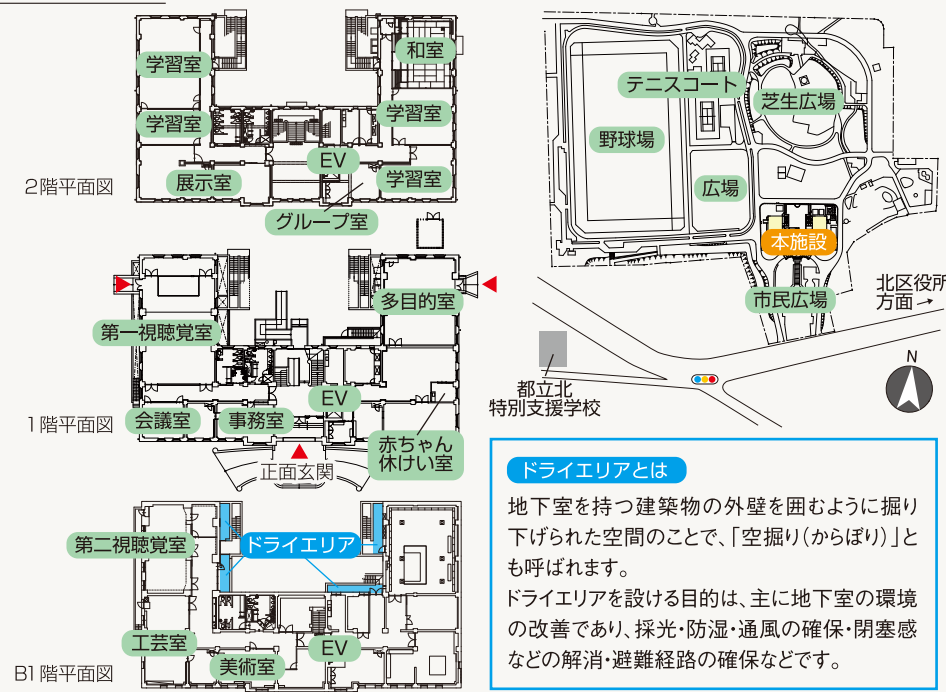 学習室
和室
学習室
学習室
EV
展示室
学習室
2階平面図
グループ室
多目的室
第一視聴覚室
EV
会議室
事務室
1階平面図
赤ちゃん
休けい室
正面玄関
第二視聴覚室
ドライエリア
工芸室
EV
美術室
B1階平面図
テニスコート
芝生広場
野球場
広場
本施設
北区役所
方面→
市民広場
都立北
特別支援学校
N
ドライエリアとは
地下室を持つ建築物の外壁を囲むように掘り
下げられた空間のことで、「空掘り(からぼり)」と
も呼ばれます。
ドライエリアを設ける目的は、主に地下室の環境
の改善であり、採光・防湿・通風の確保・閉塞感
などの解消・避難経路の確保などです。